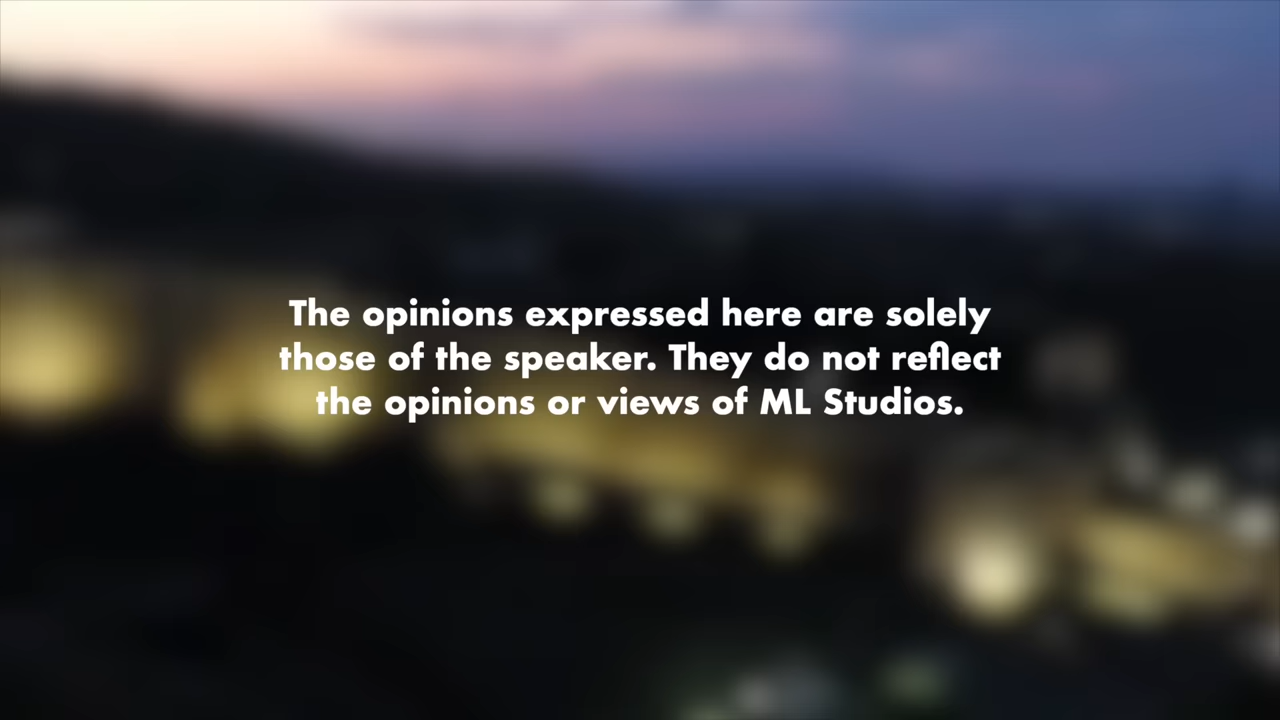 The opinions expressed here are solely
those of the speaker. They do not reflect
the opinions or views of ML Studios.